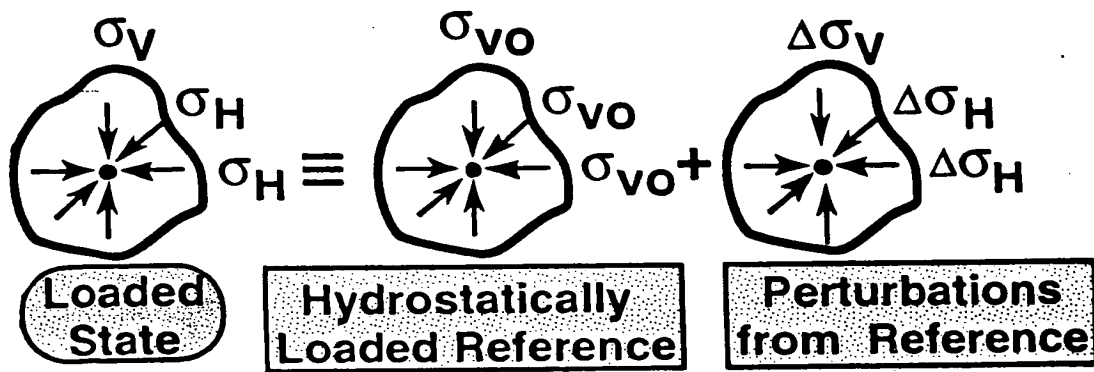 σV σVO ΔσV
σH σVO ΔσH
σH ≡ σVO + ΔσH
Loaded State
Hydrostatically
Loaded Reference
Perturbations
from Reference